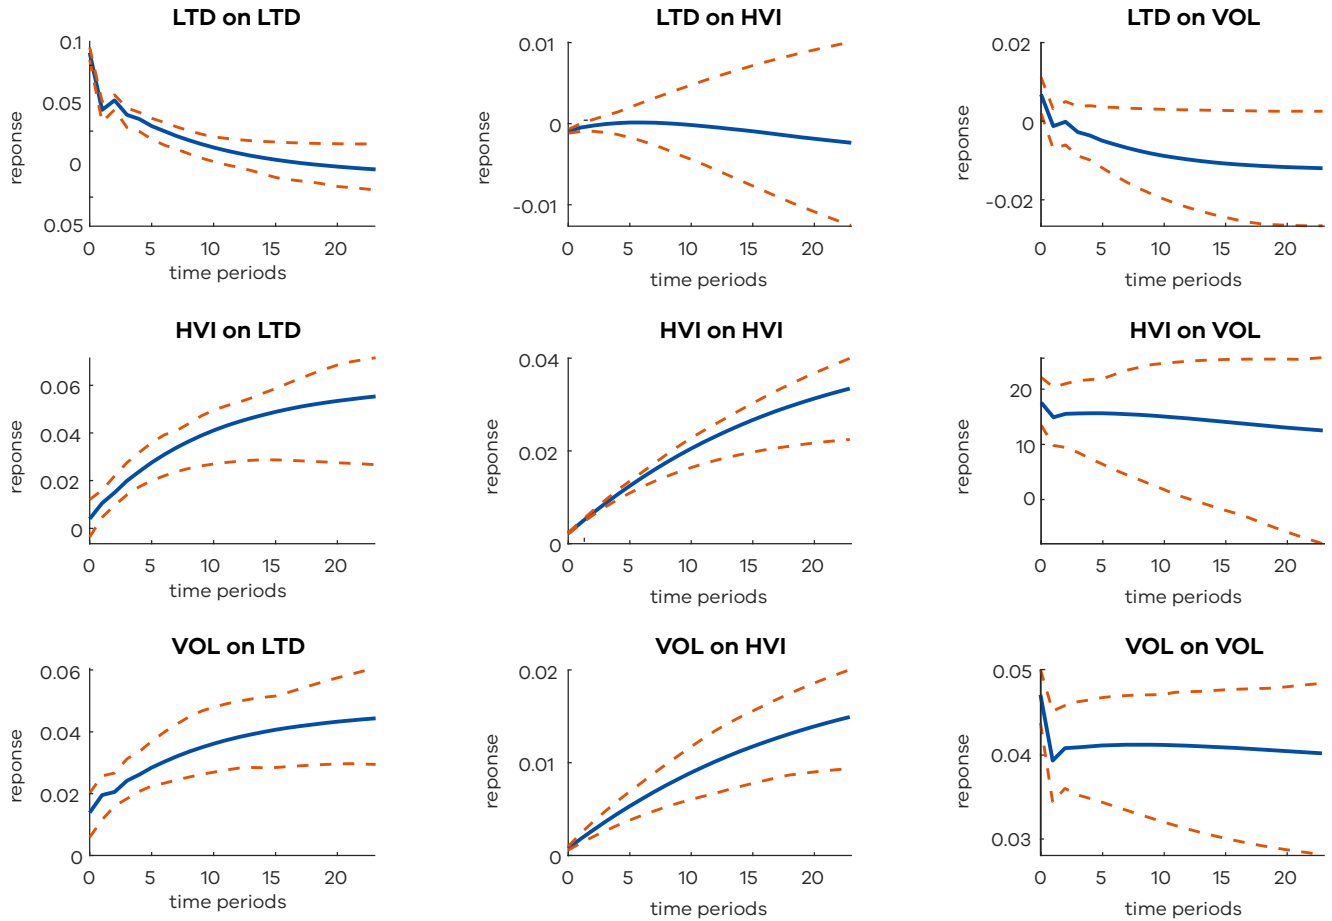 LTD on LTD
0.1
0.05
0
0.05
reponse
0 5 10 15 20
time periods
LTD on HVI
0.01
0
-0.01
reponse
0 5 10 15 20
time periods
LTD on VOL
0.02
0
-0.02
reponse
0 5 10 15 20
time periods
HVI on LTD
0.06
0.04
0.02
0
reponse
0 5 10 15 20
time periods
HVI on HVI
0.04
0.02
0
reponse
0 5 10 15 20
time periods
HVI on VOL
20
10
0
reponse
0 5 10 15 20
time periods
VOL on LTD
0.06
0.04
0.02
0
reponse
0 5 10 15 20
time periods
VOL on HVI
0.02
0.01
0
reponse
0 5 10 15 20
time periods
VOL on VOL
0.05
0.04
0.03
reponse
0 5 10 15 20
time periods